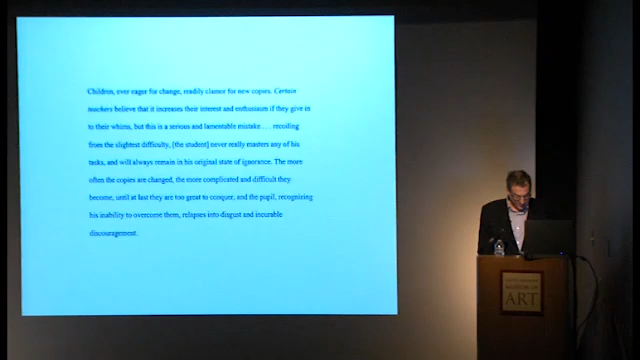 Children, ever eager for change, readily clamor for new copies. Certain
teachers believe that it increases their interest and enthusiasm if they give in
to their whims, but this is a serious and lamentable mistake.... recoiling
from the slightest difficulty, [the student] never really masters any of his
tasks, and will always remain in his original state of ignorance. The more
often the copies are changed, the more complicated and difficult they
become, until at last they are too great to conquer, and the pupil, recognizing
his inability to overcome them, relapses into disgust and incurable
discouragement.
ART